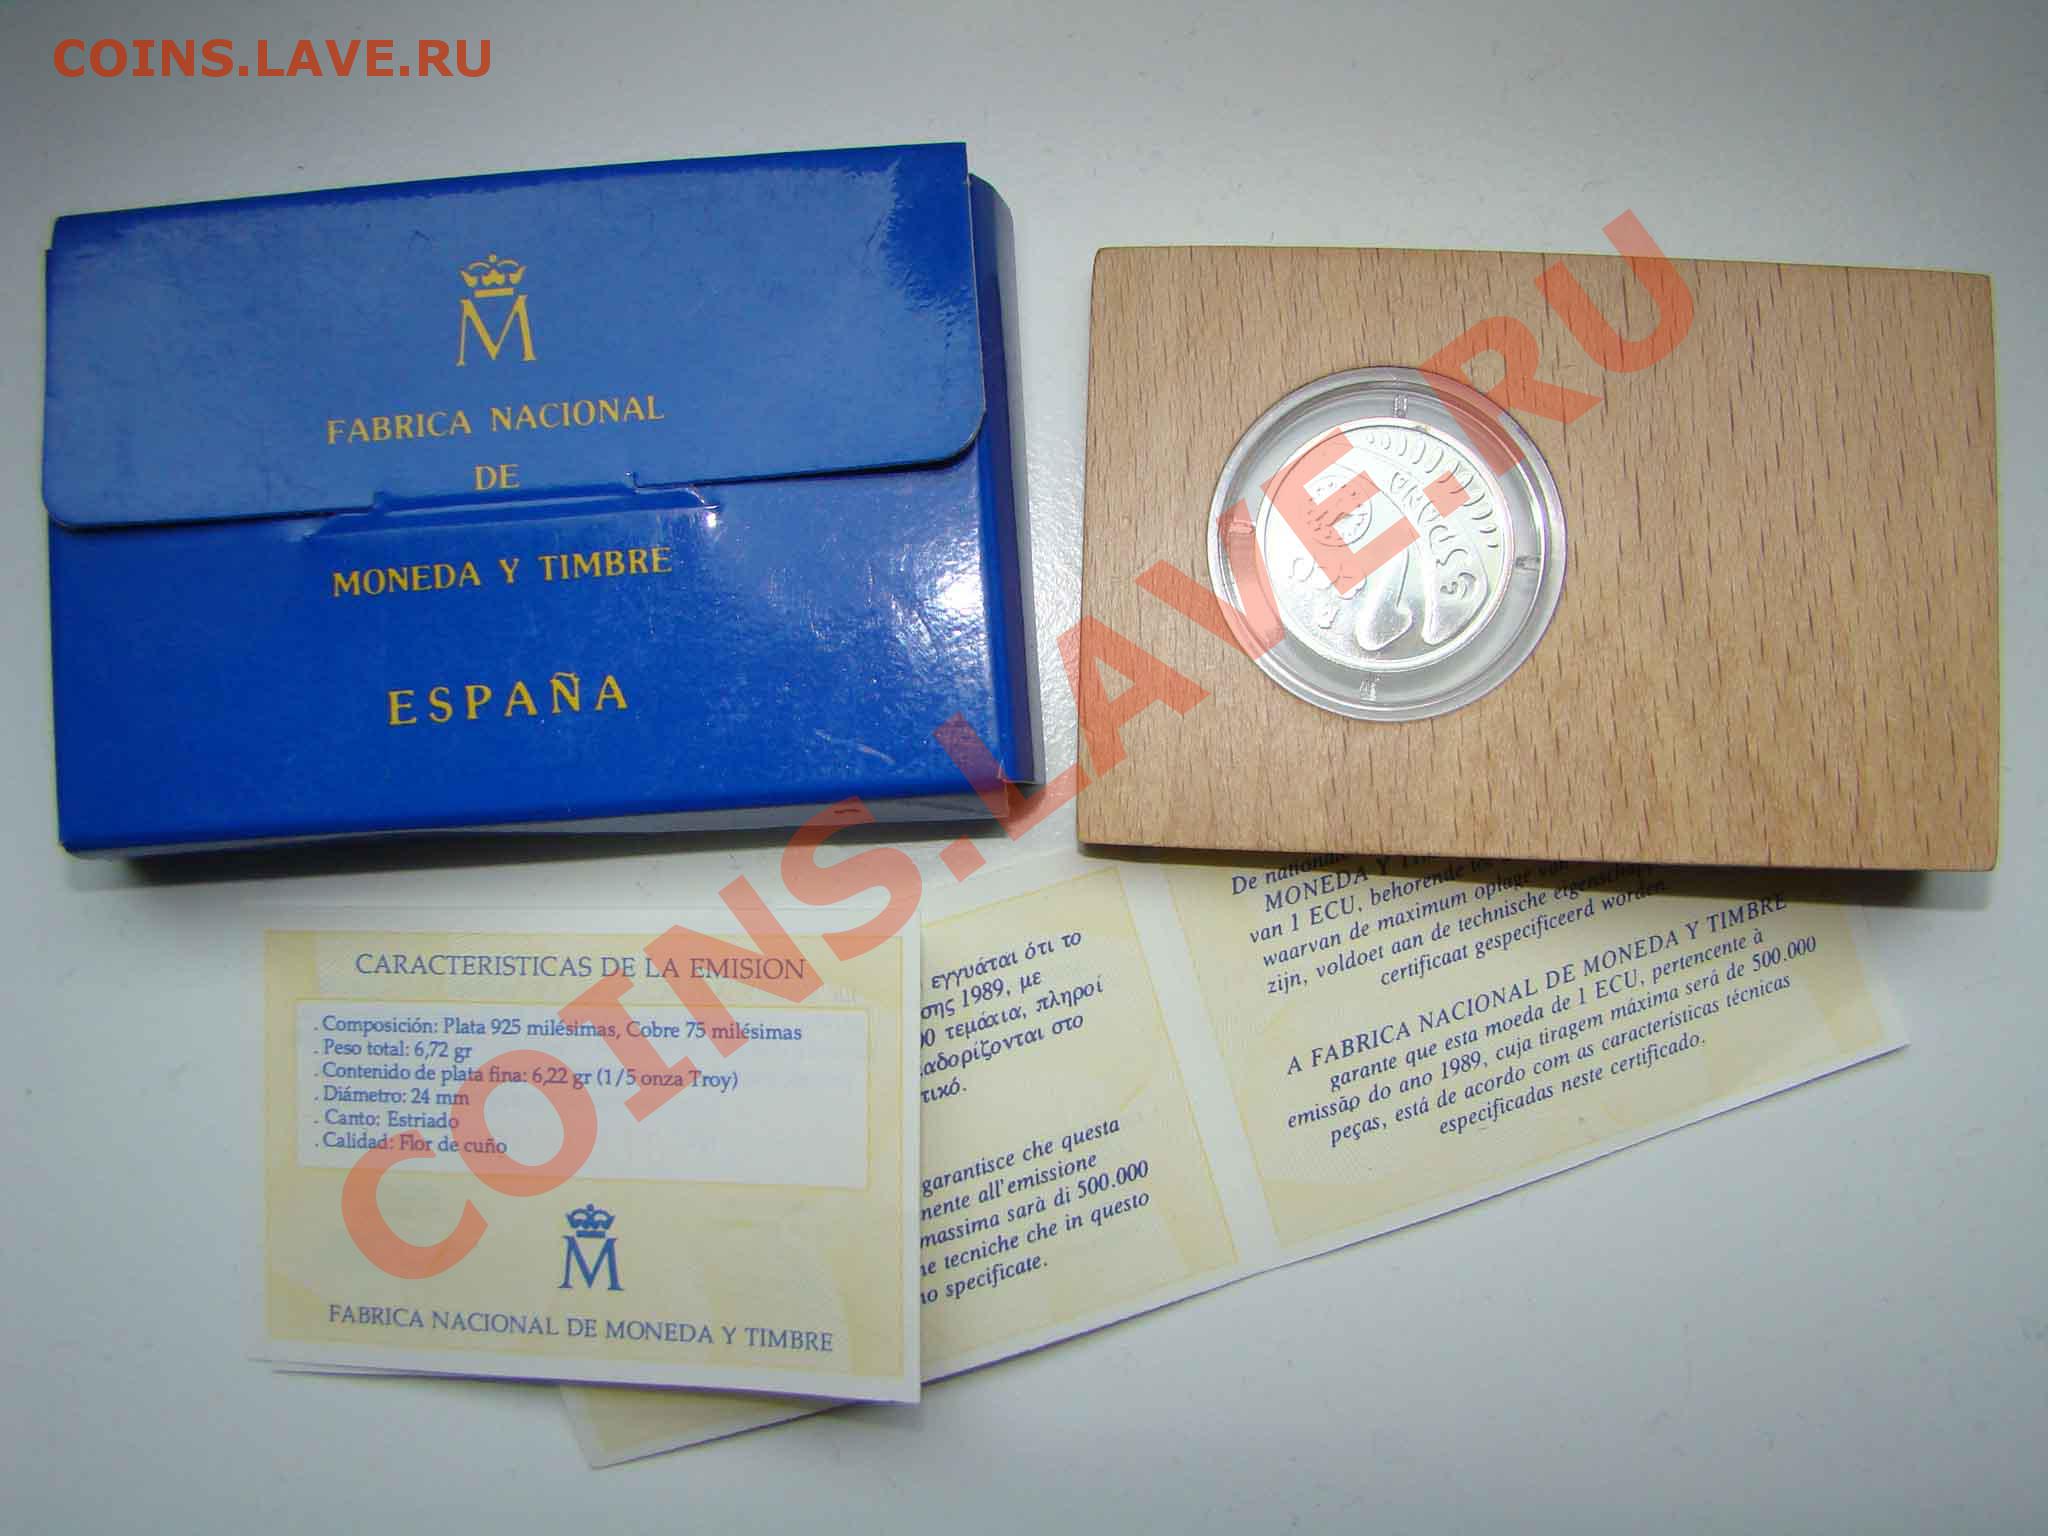 COINS.LAVE.RU
M
FABRICA NACIONAL
DE
MONEDA Y TIMBRE
ESPAÑA
ESPAÑA
COINS.LAVE.RU
CARACTERISTICAS DE LA EMISION
. Composición: Plata 925 milésimas, Cobre 75 milésimas
. Peso total: 6,72 gr
. Contenido de plata fina: 6,22 gr (1/5 onza Troy)
. Diámetro: 24 mm
. Canto: Estriado
. Calidad: Flor de cuño
M
FABRICA NACIONAL DE MONEDA Y TIMBRE
εγγυάται ότι το
1989, με
τεμάχια, πληροί
στο
garantisce che questa
all'emissione
massima sarà di 500.000
tecniche che in questo
specificate.
De
MONEDA Y
van 1 ECU, behorende
waarvan de maximum oplage
zijn, voldoet aan de technische
certificaat gespecificeerd worden.
A FABRICA NACIONAL DE MONEDA Y TIMBRE
garante que esta moeda de 1 ECU, pertencente à
emissão do ano 1989, cuja tiragem máxima será de 500.000
peças, está de acordo com as características técnicas
especificadas neste certificado.